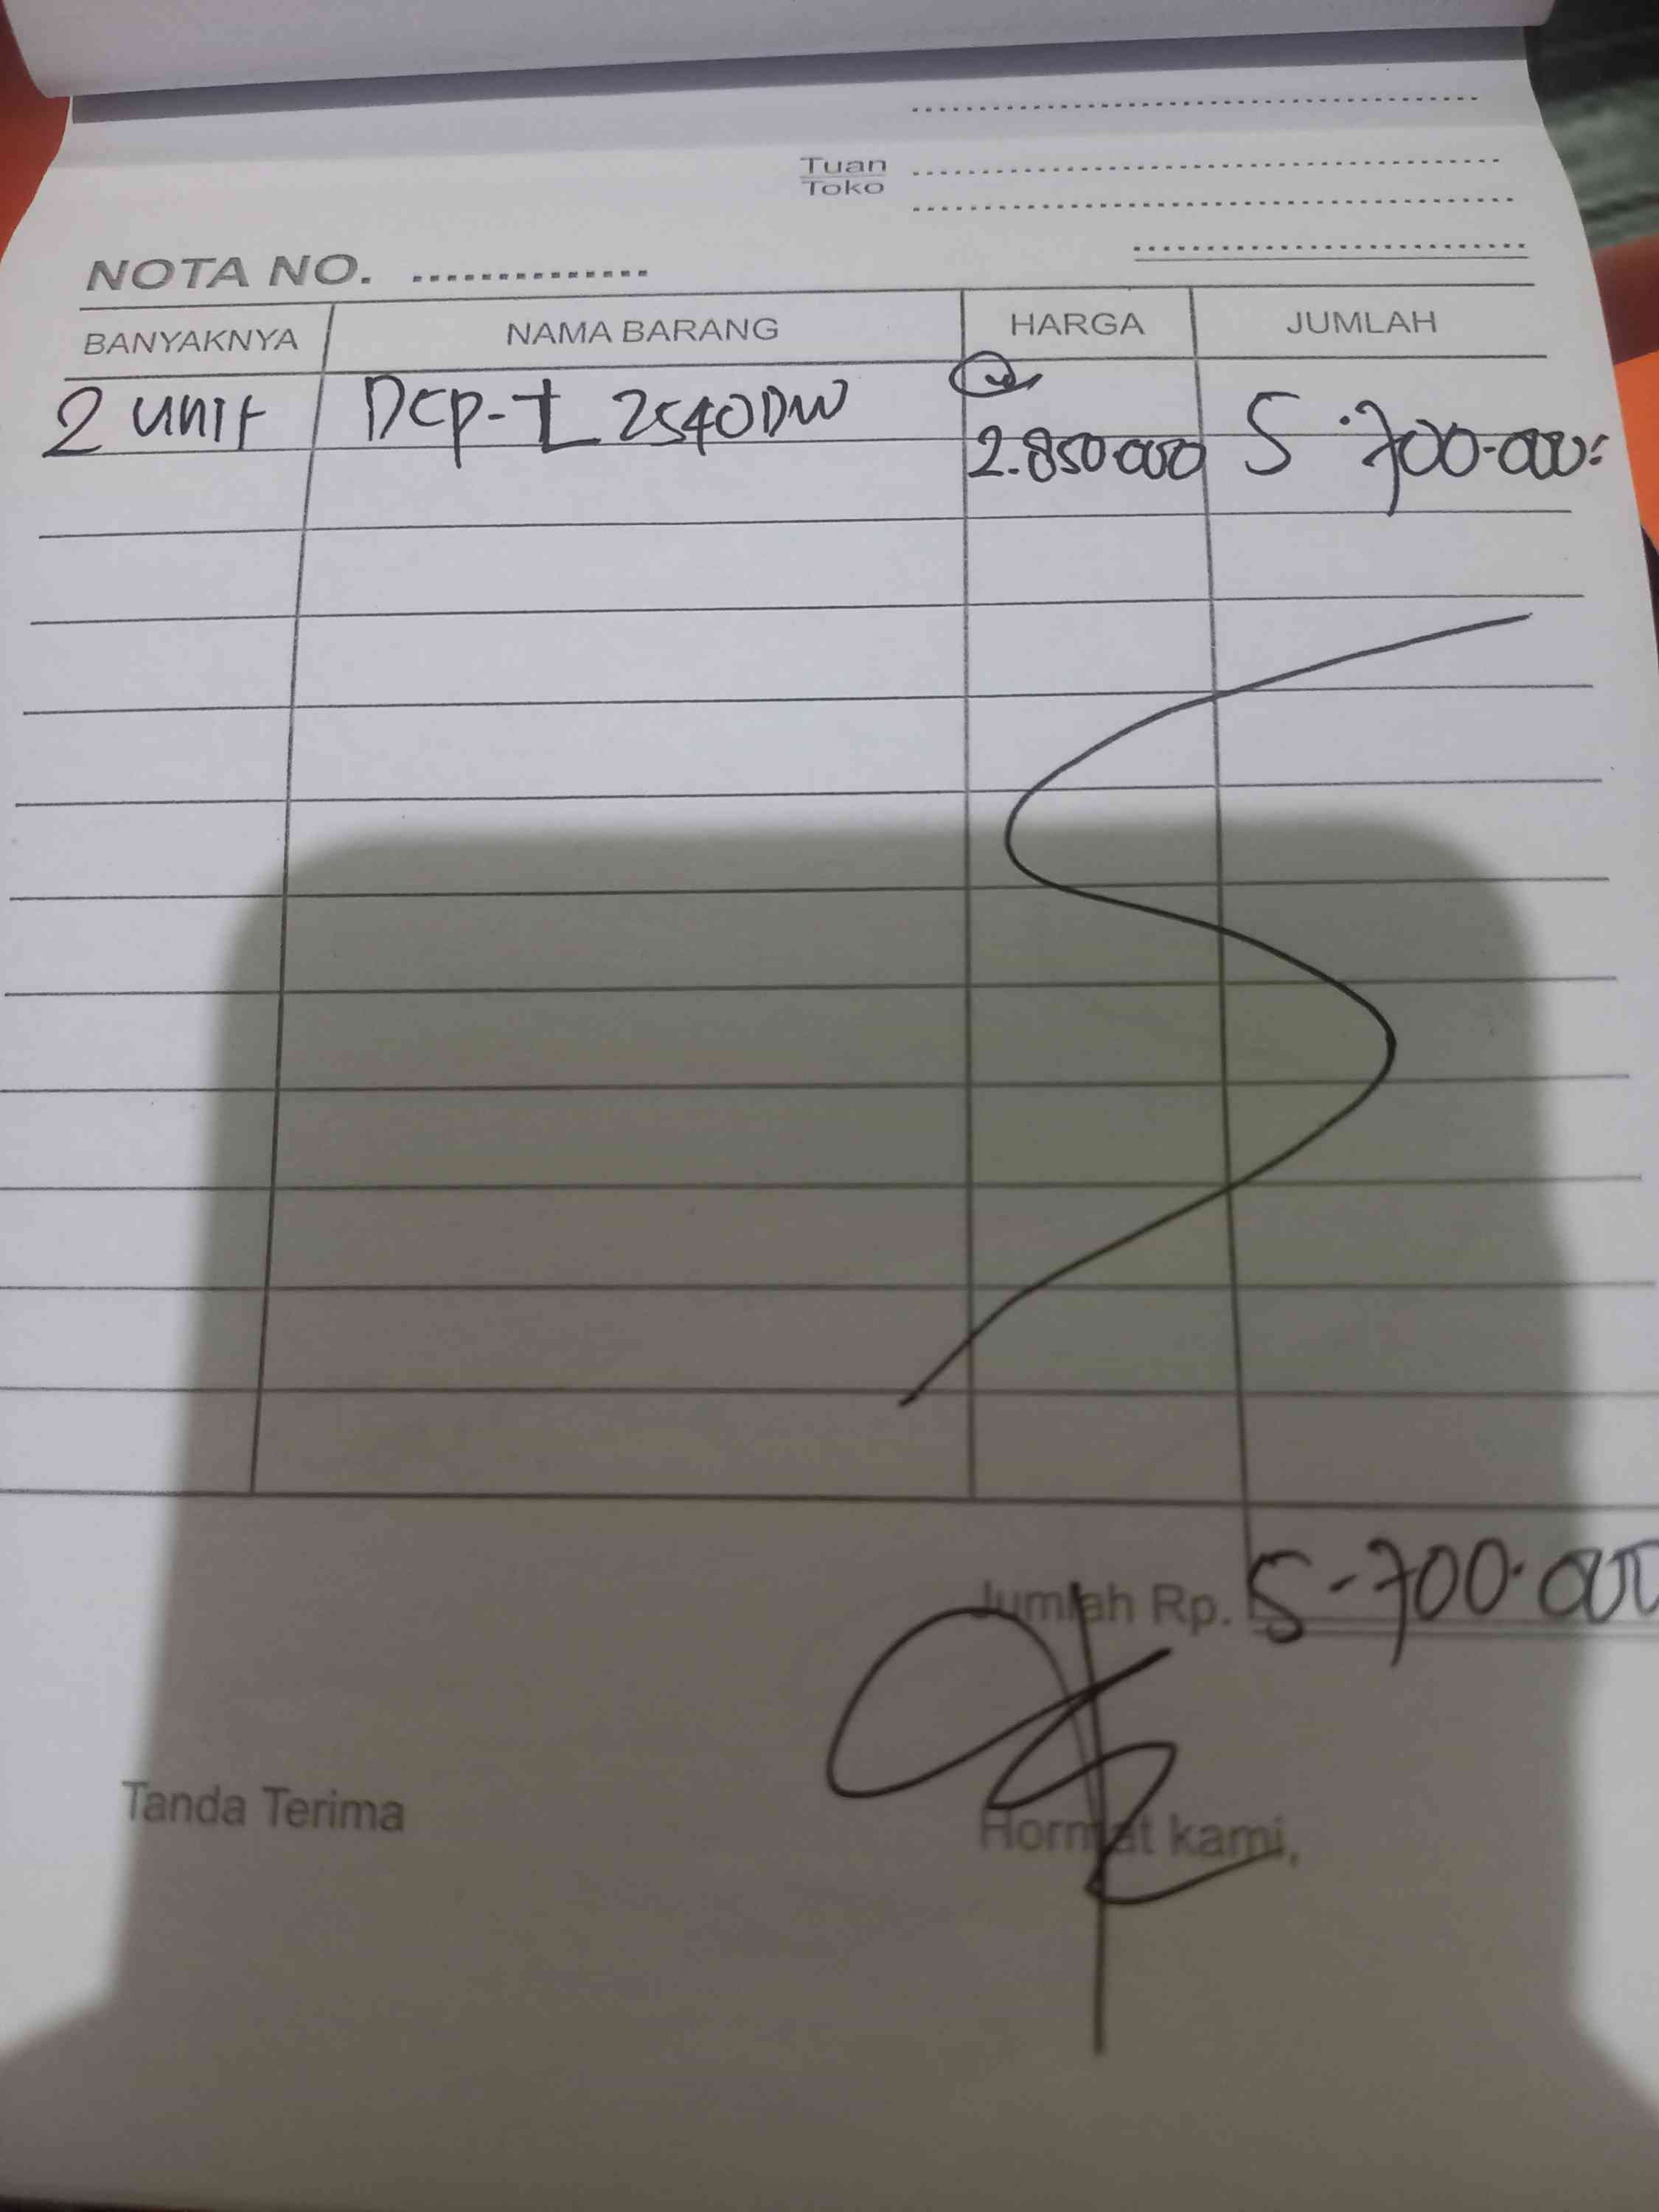 Tuan
Toko
NOTA NO. ..............
BANYAKNYA NAMA BARANG HARGA JUMLAH
2 unit DCP-L 2540DW @ 2.850.000 5.700.000:
Jumlah Rp. 5-700.000
Tanda Terima Hormat kami,